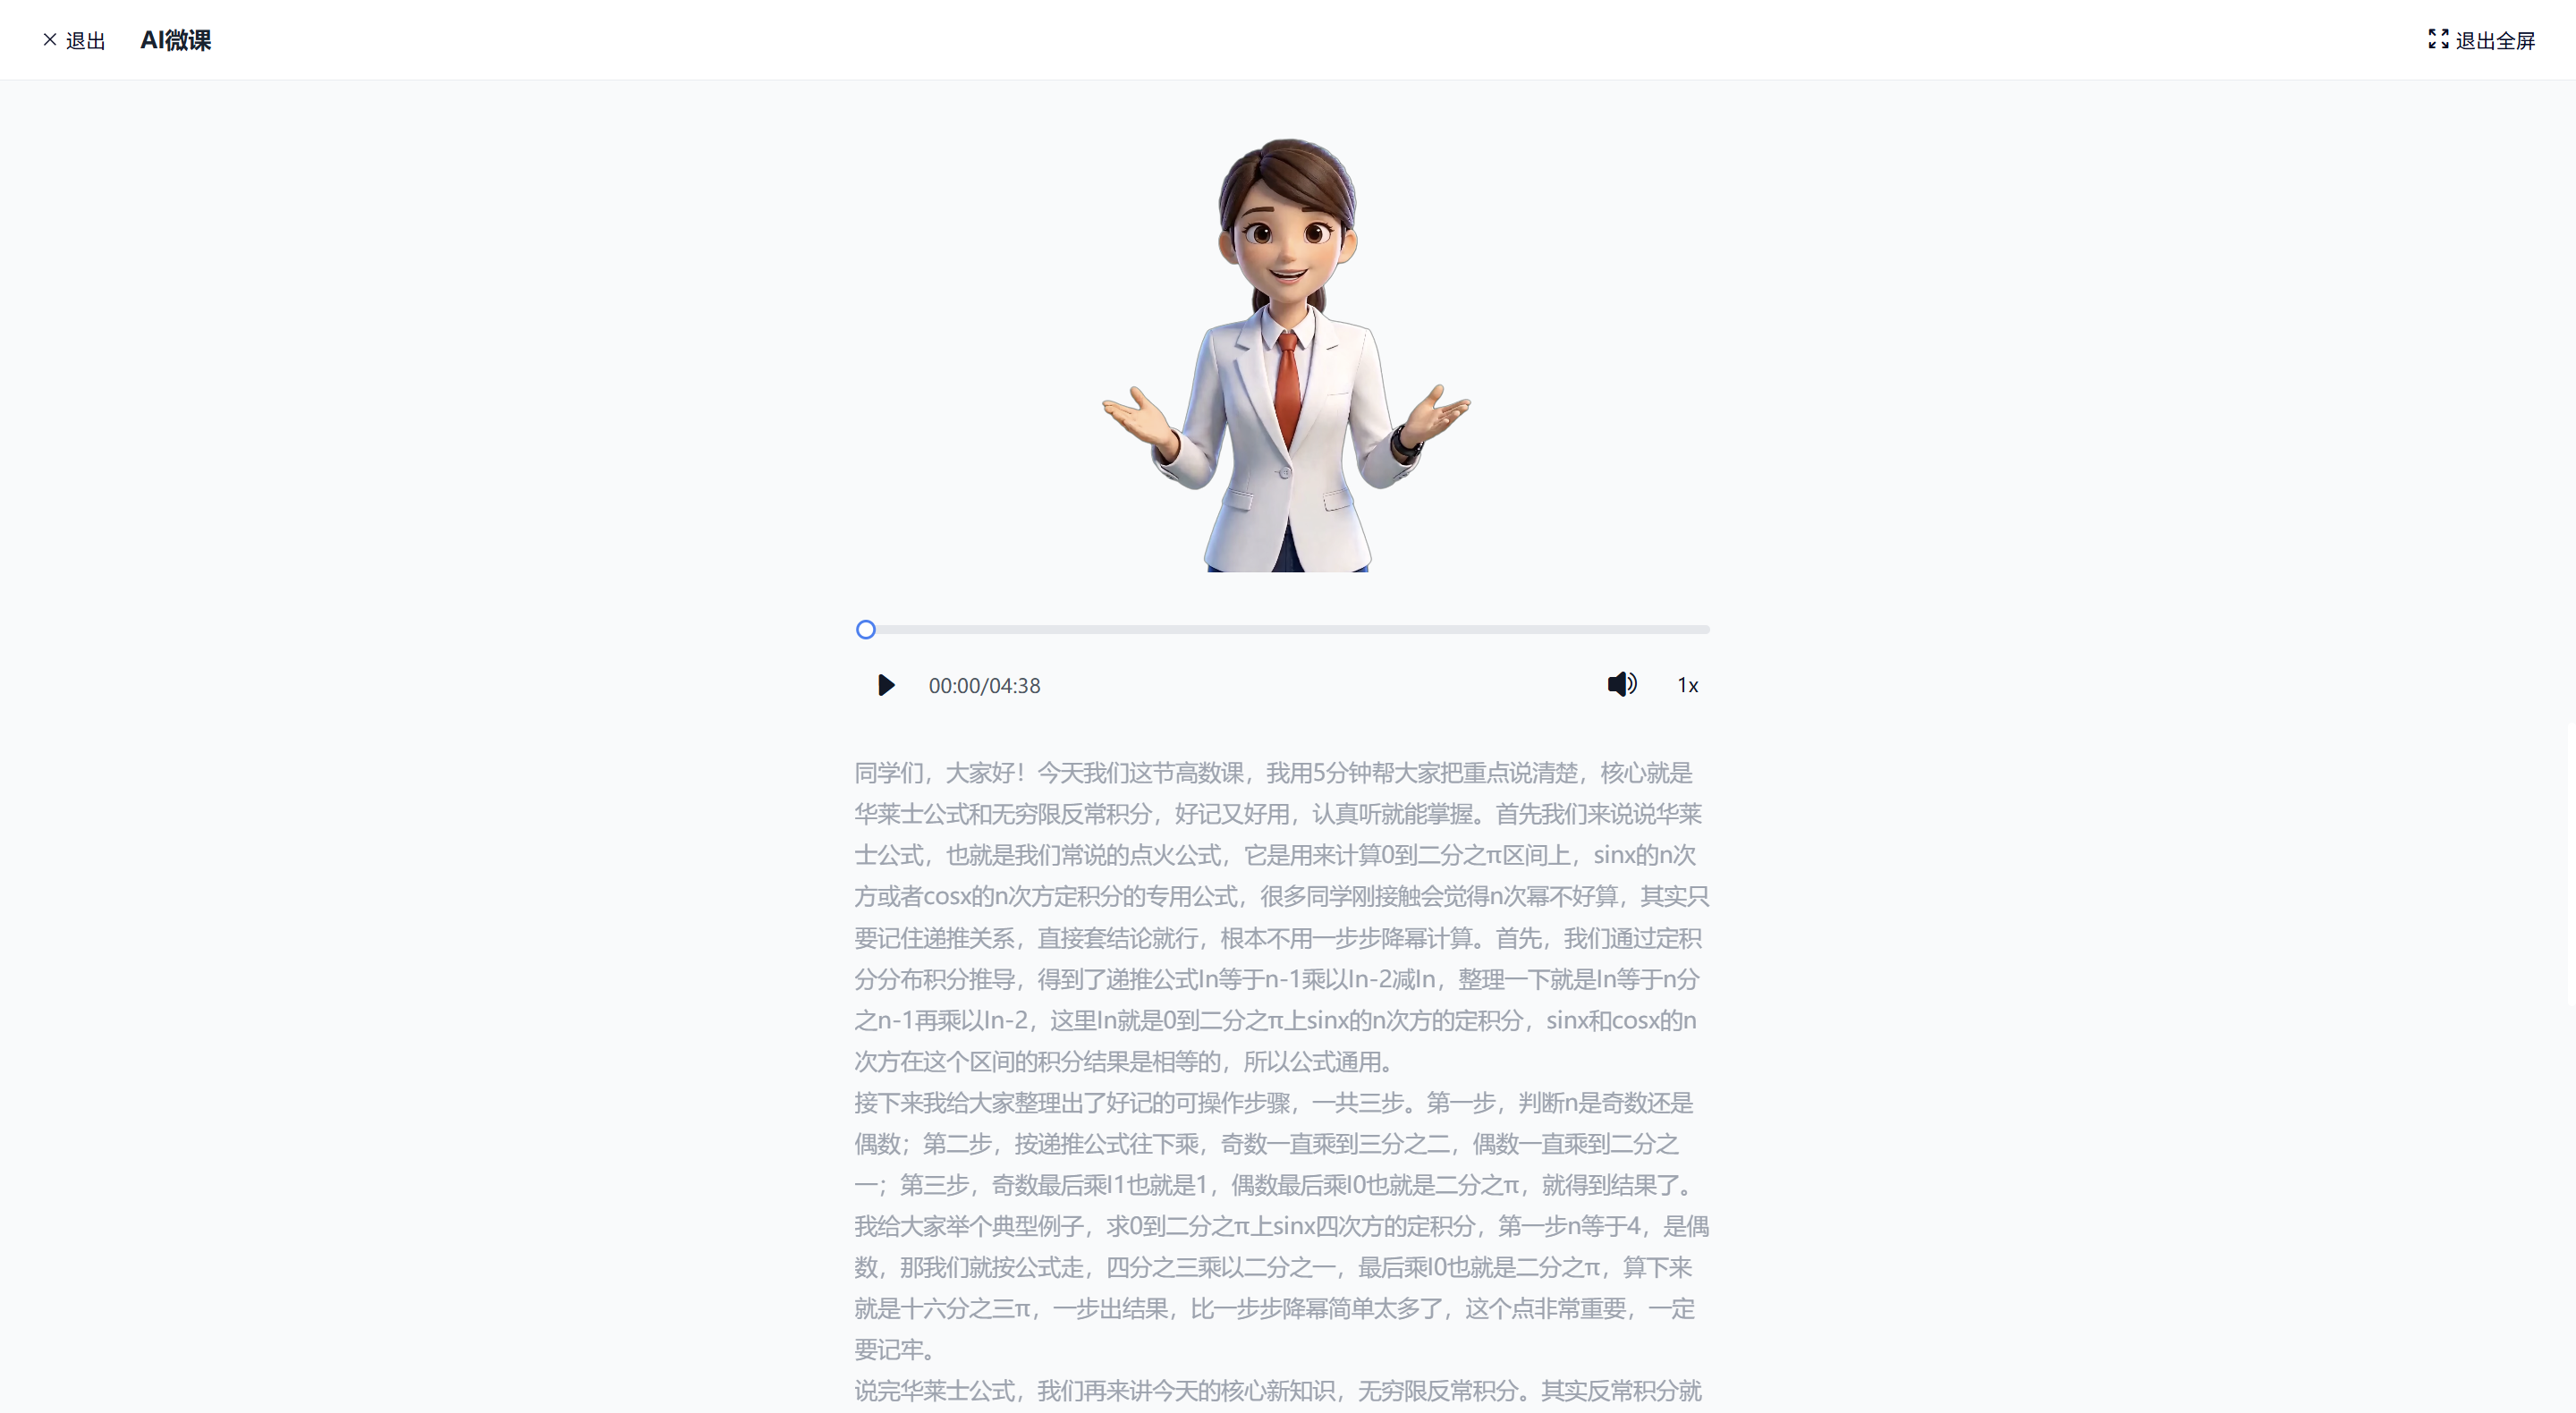 退出
AI微课
退出全屏
00:00/04:38
1x
同学们，大家好！今天我们这节高数课，我用5分钟帮大家把重点说清楚，核心就是
华莱士公式和无穷限反常积分，好记又好用，认真听就能掌握。首先我们来说说华莱
士公式，也就是我们常说的点火公式，它是用来计算0到二分之π区间上，sinx的n次
方或者cosx的n次方定积分的专用公式，很多同学刚接触会觉得n次幂不好算，其实只
要记住递推关系，直接套结论就行，根本不用一步步降幂计算。首先，我们通过定积
分分布积分推导，得到了递推公式In等于n-1乘以In-2减In，整理一下就是In等于n分
之n-1再乘以In-2，这里In就是0到二分之π上sinx的n次方的定积分，sinx和cosx的n
次方在这个区间的积分结果是相等的，所以公式通用。
接下来我给大家整理出了好记的可操作步骤，一共三步。第一步，判断n是奇数还是
偶数；第二步，按递推公式往下乘，奇数一直乘到三分之二，偶数一直乘到二分之
一；第三步，奇数最后乘I1也就是1，偶数最后乘I0也就是二分之π，就得到结果了。
我给大家举个典型例子，求0到二分之π上sinx四次方的定积分，第一步n等于4，是偶
数，那我们就按公式走，四分之三乘以二分之一，最后乘I0也就是二分之π，算下来
就是十六分之三π，一步出结果，比一步步降幂简单太多了，这个点非常重要，一定
要记牢。
说完华莱士公式，我们再来讲今天的核心新知识，无穷限反常积分。其实反常积分就